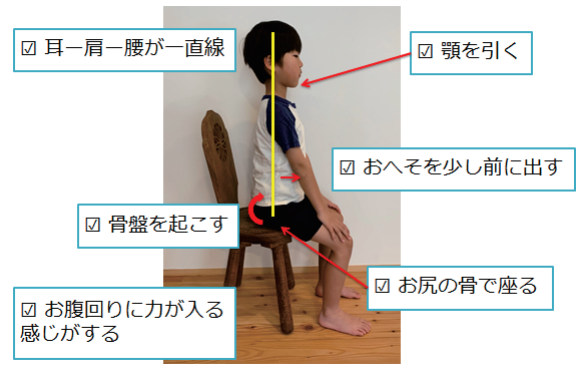 ☑ 耳ー肩ー腰が一直線
☑ 顎を引く
☑ おへそを少し前に出す
☑ 骨盤を起こす
☑ お尻の骨で座る
☑ お腹回りに力が入る
感じがする